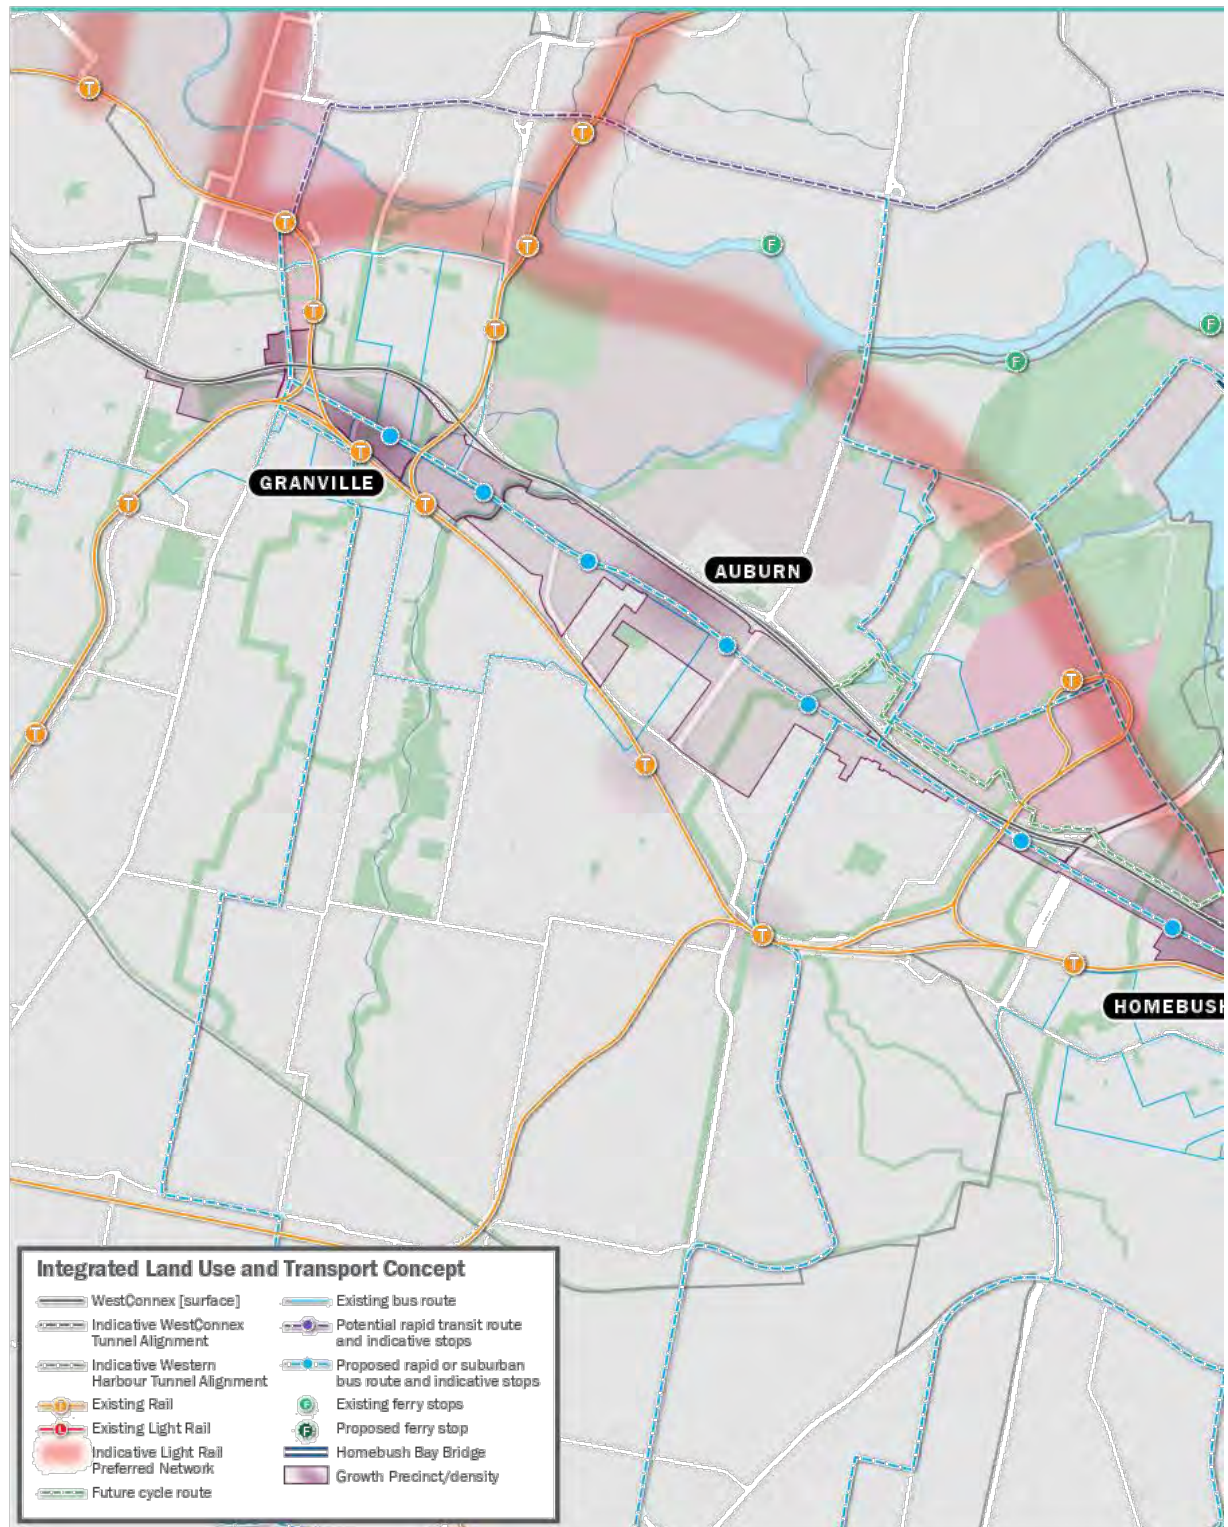 T
T
T
F
T
F
T
T
F
T
GRANVILLE
T
T
AUBURN
T
T
T
T
T
HOMEBUSH
Integrated Land Use and Transport Concept
WestConnex [surface]
Indicative WestConnex
Tunnel Alignment
Indicative Western
Harbour Tunnel Alignment
T Existing Rail
L Existing Light Rail
Indicative Light Rail
Preferred Network
Future cycle route
Existing bus route
Potential rapid transit route
and indicative stops
Proposed rapid or suburban
bus route and indicative stops
F Existing ferry stops
F Proposed ferry stop
Homebush Bay Bridge
Growth Precinct/density